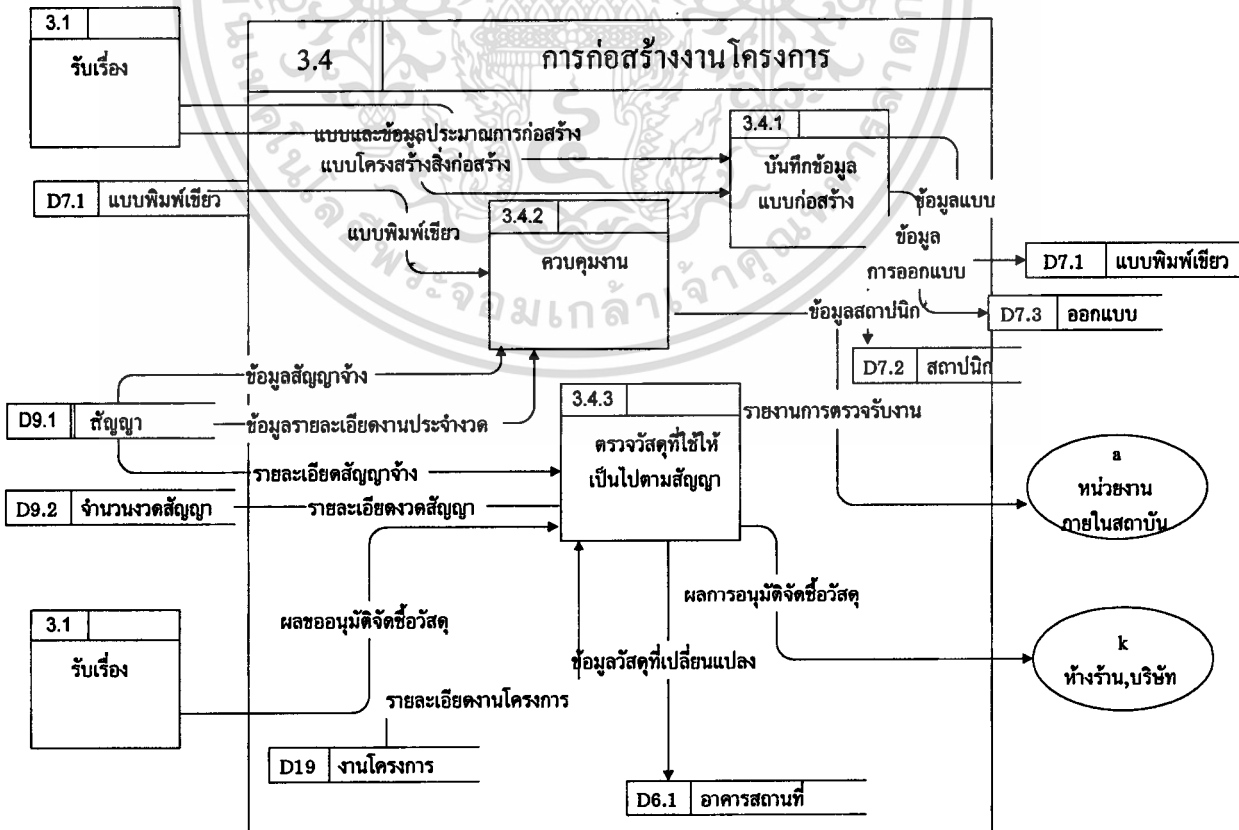 3.1
รับเรื่อง
3.4
การก่อสร้างงานโครงการ
แบบและข้อมูลประมาณการก่อสร้าง
แบบโครงสร้างสิ่งก่อสร้าง
3.4.1
บันทึกข้อมูล
แบบก่อสร้าง
D7.1 แบบพิมพ์เขียว
แบบพิมพ์เขียว
3.4.2
ควบคุมงาน
ข้อมูลแบบ
ข้อมูล
การออกแบบ
D7.1 แบบพิมพ์เขียว
ข้อมูลสถาปนิก
D7.3 ออกแบบ
D7.2 สถาปนิก
ข้อมูลสัญญาจ้าง
D9.1 สัญญา
ข้อมูลรายละเอียดงานประจำงวด
3.4.3
ตรวจวัสดุที่ใช้ให้
เป็นไปตามสัญญา
รายงานการตรวจรับงาน
รายละเอียดสัญญาจ้าง
D9.2 จำนวนงวดสัญญา
รายละเอียดงวดสัญญา
a
หน่วยงาน
ภายในสถาบัน
3.1
รับเรื่อง
ผลขออนุมัติจัดซื้อวัสดุ
ผลการอนุมัติจัดซื้อวัสดุ
ข้อมูลวัสดุที่เปลี่ยนแปลง
k
ห้างร้าน,บริษัท
รายละเอียดงานโครงการ
D19 งานโครงการ
D6.1 อาคารสถานที่